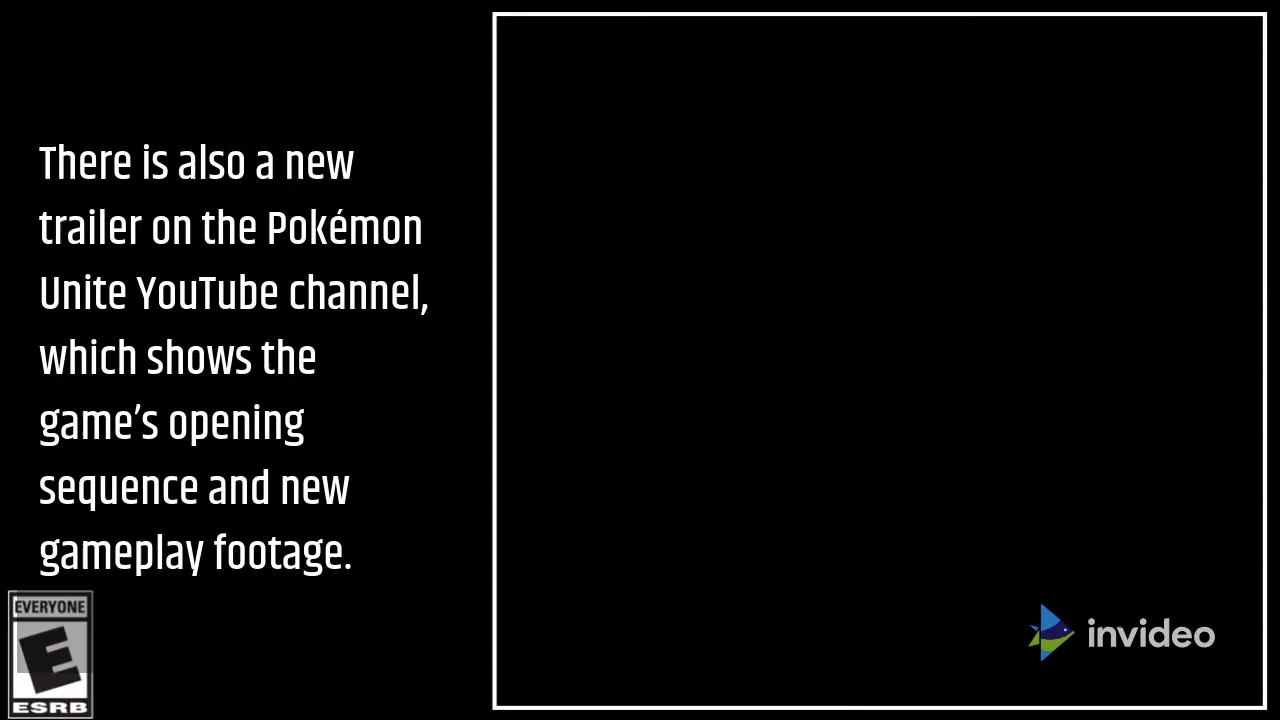 There is also a new
trailer on the Pokémon
Unite YouTube channel,
which shows the
game’s opening
sequence and new
gameplay footage.
EVERYONE
E
ESRB
invideo